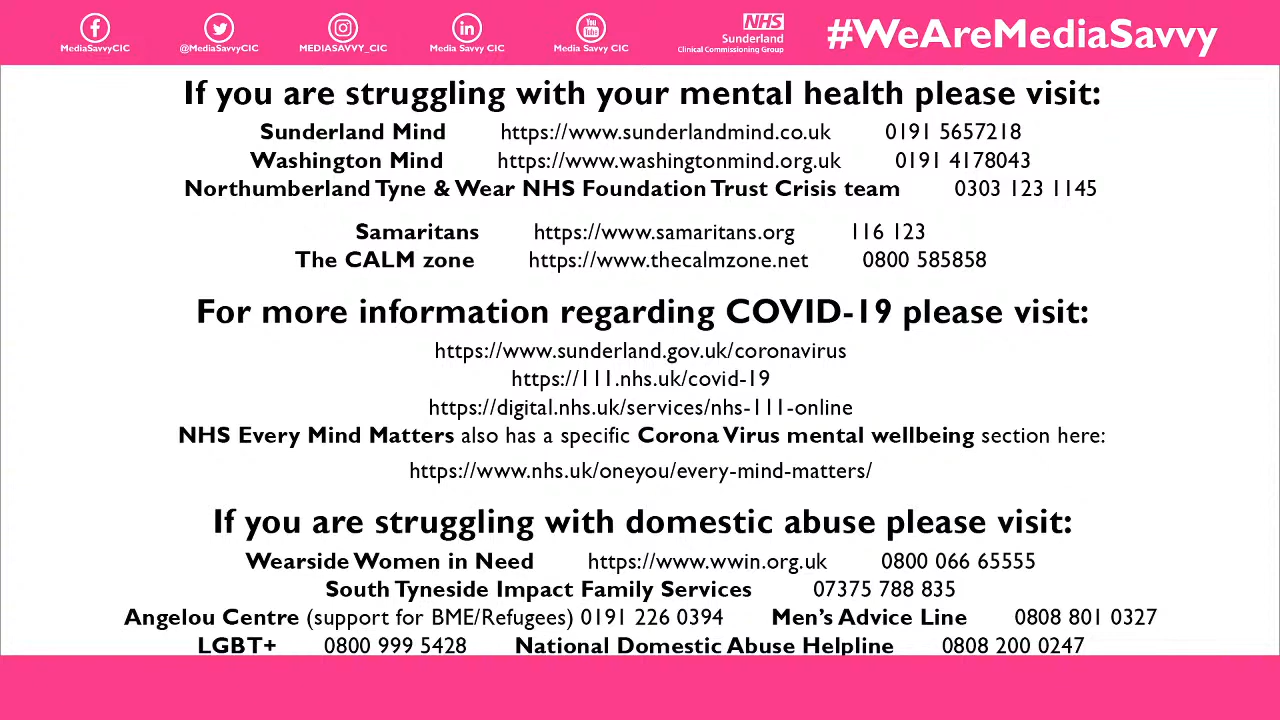 MediaSavvyCIC @MediaSavvyCIC MEDIASAVVY_CIC Media Savvy CIC You Tube Media Savvy CIC NHS Sunderland Clinical Commissioning Group #WeAreMediaSavvy
If you are struggling with your mental health please visit:
Sunderland Mind https://www.sunderlandmind.co.uk 0191 5657218
Washington Mind https://www.washingtonmind.org.uk 0191 4178043
Northumberland Tyne & Wear NHS Foundation Trust Crisis team 0303 123 1145
Samaritans https://www.samaritans.org 116 123
The CALM zone https://www.thecalmzone.net 0800 585858
For more information regarding COVID-19 please visit:
https://www.sunderland.gov.uk/coronavirus
https://111.nhs.uk/covid-19
https://digital.nhs.uk/services/nhs-111-online
NHS Every Mind Matters also has a specific Corona Virus mental wellbeing section here:
https://www.nhs.uk/oneyou/every-mind-matters/
If you are struggling with domestic abuse please visit:
Wearside Women in Need https://www.wwin.org.uk 0800 066 65555
South Tyneside Impact Family Services 07375 788 835
Angelou Centre (support for BME/Refugees) 0191 226 0394 Men's Advice Line 0808 801 0327
LGBT+ 0800 999 5428 National Domestic Abuse Helpline 0808 200 0247